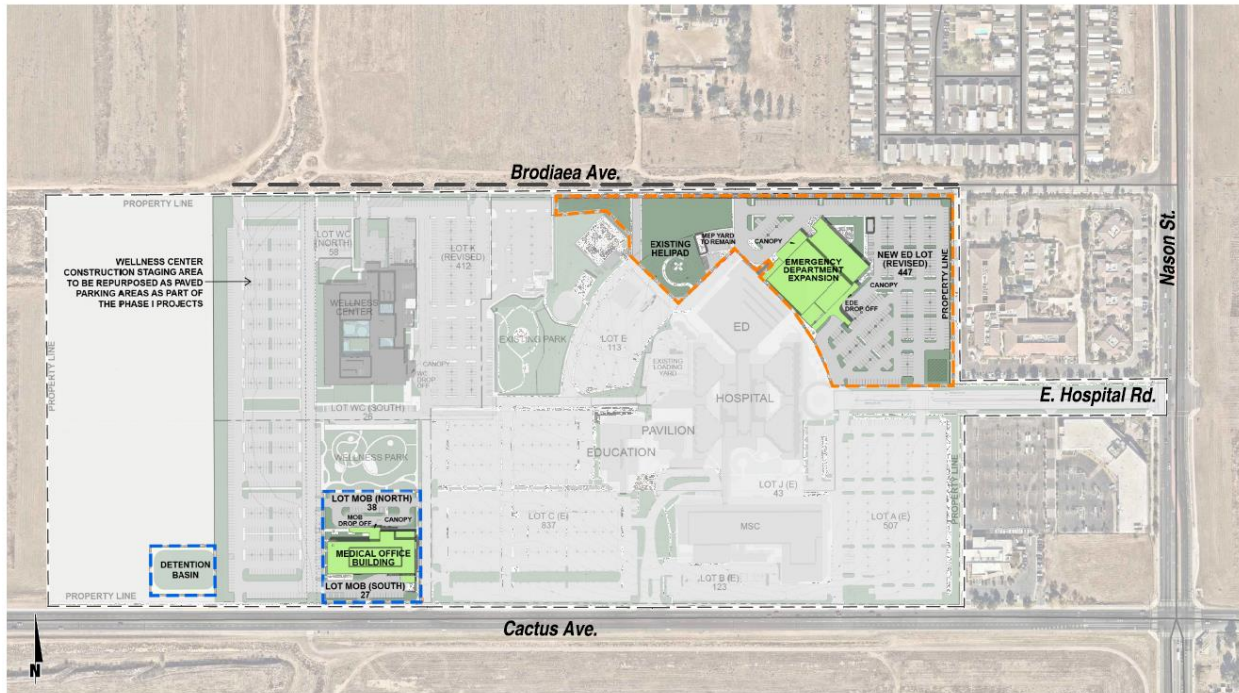 Brodiaea Ave.
PROPERTY LINE
WELLNESS CENTER
CONSTRUCTION STAGING AREA
TO BE REPURPOSED AS PAVED
PARKING AREAS AS PART OF
THE PHASE I PROJECTS
LOT WC
(NORTH)
58
LOT K
(REVISED)
412
EXISTING
HELIPAD
MEP YARD
TO REMAIN
CANOPY
EMERGENCY
DEPARTMENT
EXPANSION
NEW ED LOT
(REVISED)
447
CANOPY
PROPERTY LINE
EDE
DROP OFF
Nason St.
WELLNESS
CENTER
EXISTING PARK
LOT E
113
ED
EXISTING
LOADING
YARD
CANOPY
WC
DROP
OFF
PROPERTY LINE
PROPERTY LINE
HOSPITAL
E. Hospital Rd.
LOT WC (SOUTH)
PAVILION
EDUCATION
WELLNESS PARK
LOT J (E)
43
LOT MOB (NORTH)
38
MOB
DROP OFF
CANOPY
LOT C (E)
837
MSC
LOT A (E)
507
PROPERTY LINE
MEDICAL OFFICE
BUILDING
DETENTION
BASIN
LOT MOB (SOUTH)
27
LOT B (E)
123
PROPERTY LINE
Cactus Ave.
N